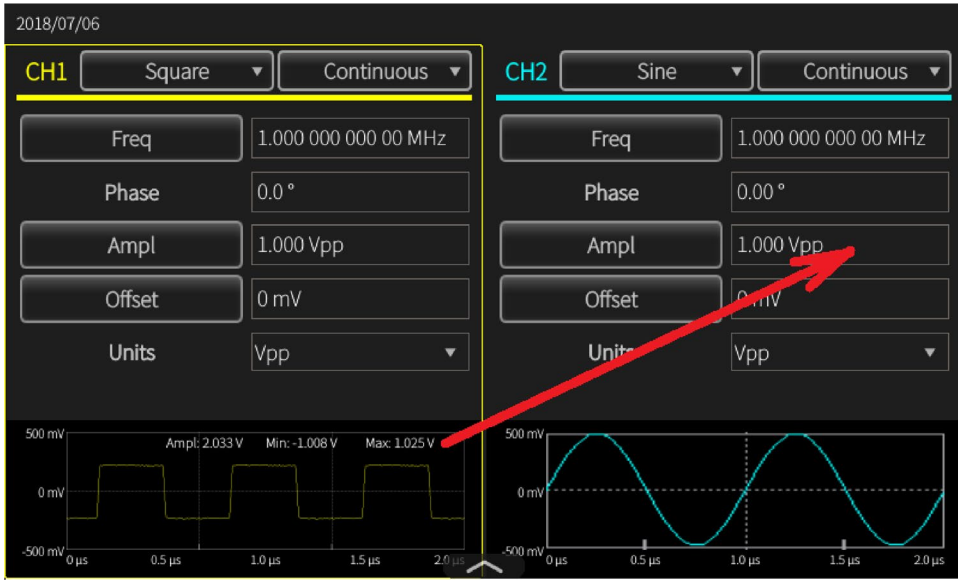 2018/07/06
CH1 Square Continuous
Freq 1.000 000 000 00 MHz
Phase 0.0 °
Ampl 1.000 Vpp
Offset 0 mV
Units Vpp
500 mV Ampl: 2.033 V Min: -1.008 V Max: 1.025 V
0 mV
-500 mV
0 µs 0.5 µs 1.0 µs 1.5 µs 2.0 µs
CH2 Sine Continuous
Freq 1.000 000 000 00 MHz
Phase 0.00 °
Ampl 1.000 Vpp
Offset 0 mV
Units Vpp
500 mV
0 mV
-500 mV
0 µs 0.5 µs 1.0 µs 1.5 µs 2.0 µs